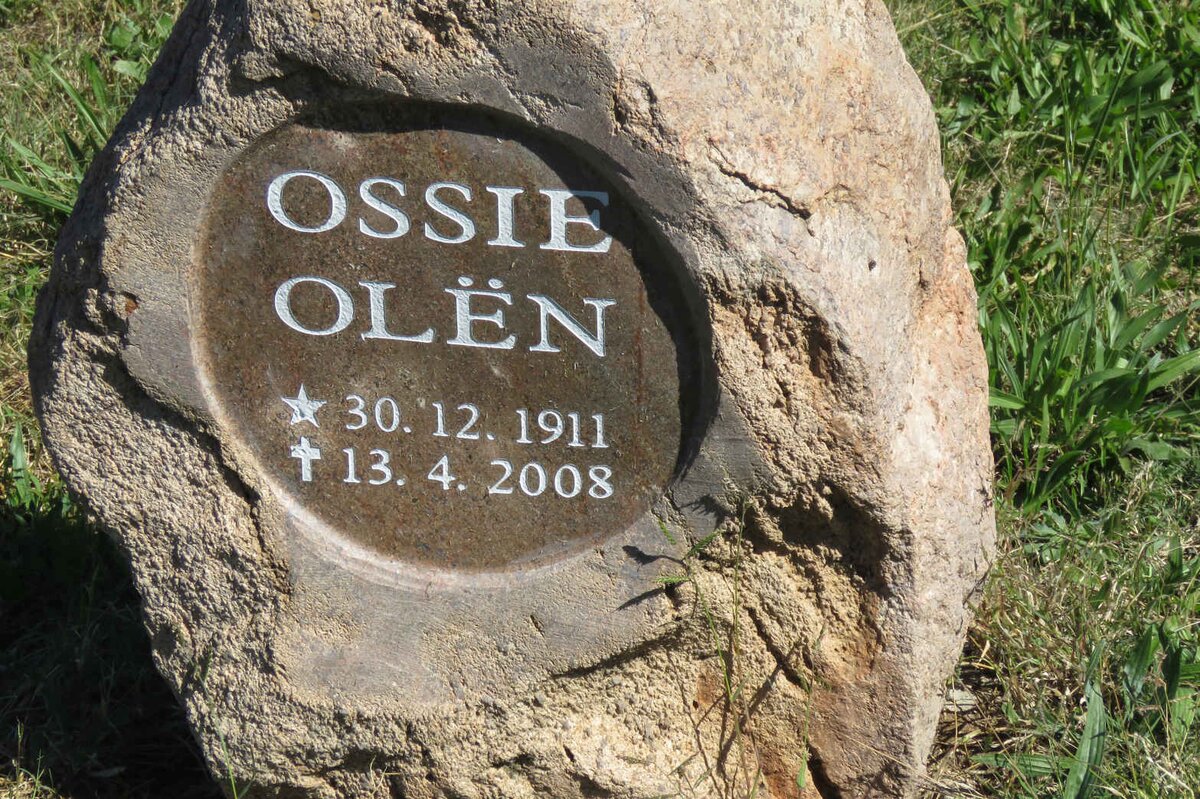 OSSIE
OLËN
★ 30. 12. 1911
✝ 13. 4. 2008